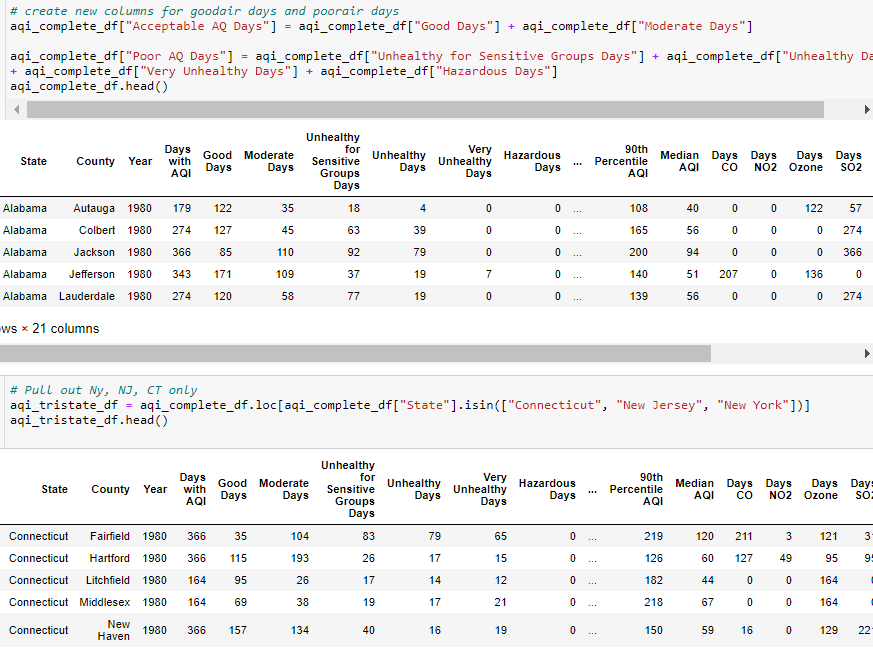 # create new columns for goodair days and poorair days
aqi_complete_df["Acceptable AQ Days"] = aqi_complete_df["Good Days"] + aqi_complete_df["Moderate Days"]
aqi_complete_df["Poor AQ Days"] = aqi_complete_df["Unhealthy for Sensitive Groups Days"] + aqi_complete_df["Unhealthy Da
+ aqi_complete_df["Very Unhealthy Days"] + aqi_complete_df["Hazardous Days"]
aqi_complete_df.head()
State County Year Days with AQI Good Days Moderate Days Unhealthy for Sensitive Groups Days Unhealthy Days Very Unhealthy Days Hazardous Days ... 90th Percentile AQI Median AQI Days CO Days NO2 Days Ozone Days SO2
Alabama Autauga 1980 179 122 35 18 4 0 0 ... 108 40 0 0 122 57
Alabama Colbert 1980 274 127 45 63 39 0 0 ... 165 56 0 0 0 274
Alabama Jackson 1980 366 85 110 92 79 0 0 ... 200 94 0 0 0 366
Alabama Jefferson 1980 343 171 109 37 19 7 0 ... 140 51 207 0 136 0
Alabama Lauderdale 1980 274 120 58 77 19 0 0 ... 139 56 0 0 0 274
ows × 21 columns
# Pull out Ny, NJ, CT only
aqi_tristate_df = aqi_complete_df.loc[aqi_complete_df["State"].isin(["Connecticut", "New Jersey", "New York"])]
aqi_tristate_df.head()
State County Year Days with AQI Good Days Moderate Days Unhealthy for Sensitive Groups Days Unhealthy Days Very Unhealthy Days Hazardous Days ... 90th Percentile AQI Median AQI Days CO Days NO2 Days Ozone Days
Connecticut Fairfield 1980 366 35 104 83 79 65 0 ... 219 120 211 3 121
Connecticut Hartford 1980 366 115 193 26 17 15 0 ... 126 60 127 49 95
Connecticut Litchfield 1980 164 95 26 17 14 12 0 ... 182 44 0 0 164
Connecticut Middlesex 1980 164 69 38 19 17 21 0 ... 218 67 0 0 164
Connecticut New Haven 1980 366 157 134 40 16 19 0 ... 150 59 16 0 129